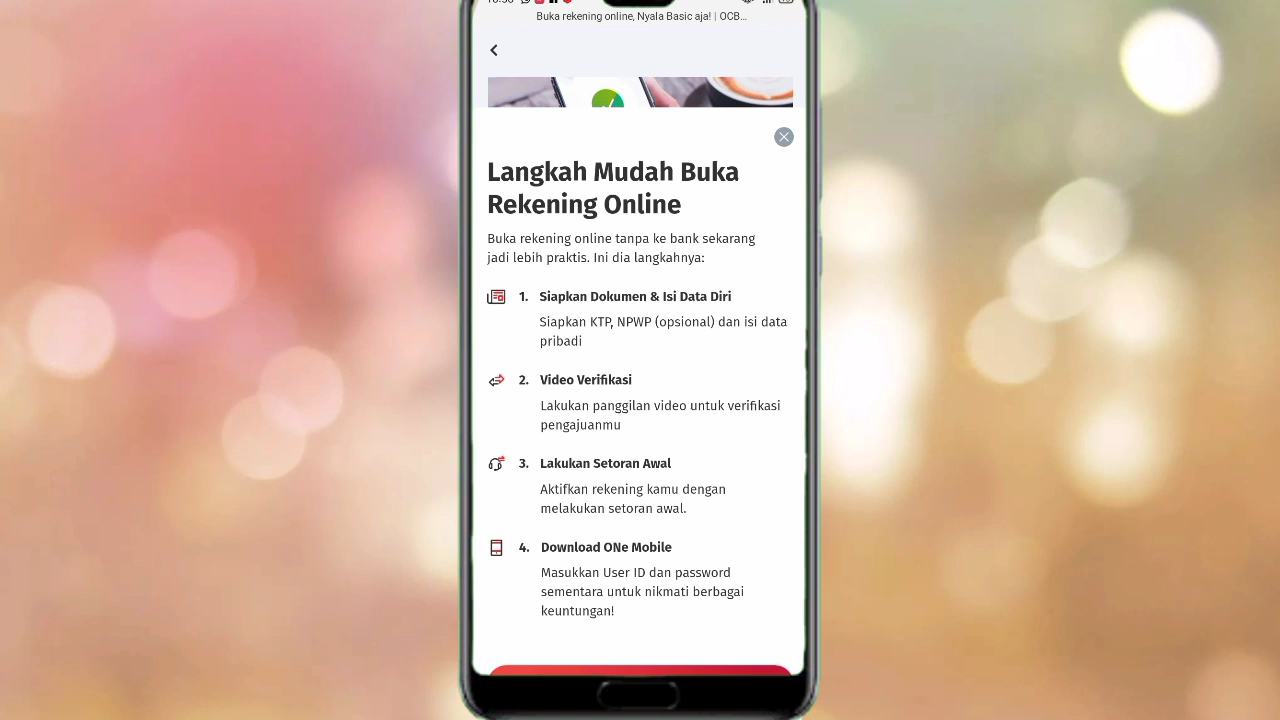 Buka rekening online, Nyala Basic aja! | OCB...
Langkah Mudah Buka
Rekening Online
Buka rekening online tanpa ke bank sekarang
jadi lebih praktis. Ini dia langkahnya:
1. Siapkan Dokumen & Isi Data Diri
Siapkan KTP, NPWP (opsional) dan isi data
pribadi
2. Video Verifikasi
Lakukan panggilan video untuk verifikasi
pengajuanmu
3. Lakukan Setoran Awal
Aktifkan rekening kamu dengan
melakukan setoran awal.
4. Download ONe Mobile
Masukkan User ID dan password
sementara untuk nikmati berbagai
keuntungan!